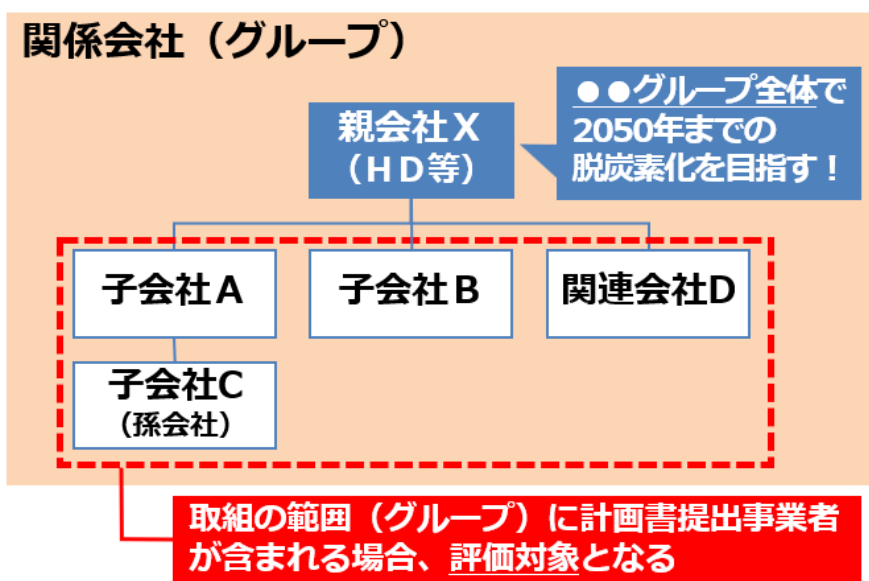 関係会社（グループ）
●●グループ全体で
2050年までの
脱炭素化を目指す！
親会社Ｘ
（ＨＤ等）
子会社Ａ
子会社Ｂ
関連会社D
子会社C
（孫会社）
取組の範囲（グループ）に計画書提出事業者
が含まれる場合、評価対象となる